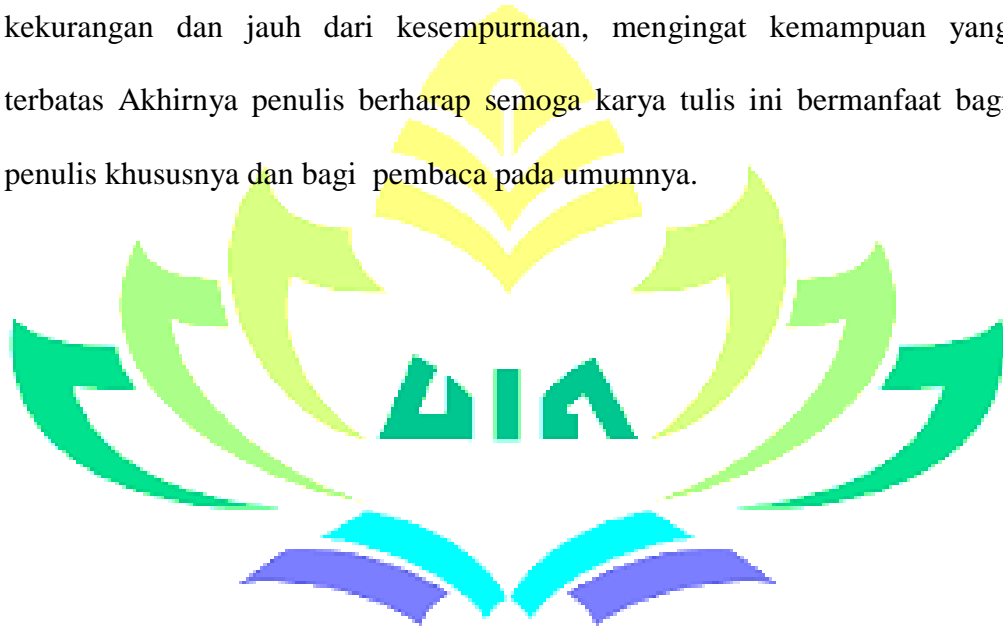 kekurangan dan jauh dari kesempurnaan, mengingat kemampuan yang
terbatas Akhirnya penulis berharap semoga karya tulis ini bermanfaat bagi
penulis khususnya dan bagi pembaca pada umumnya.